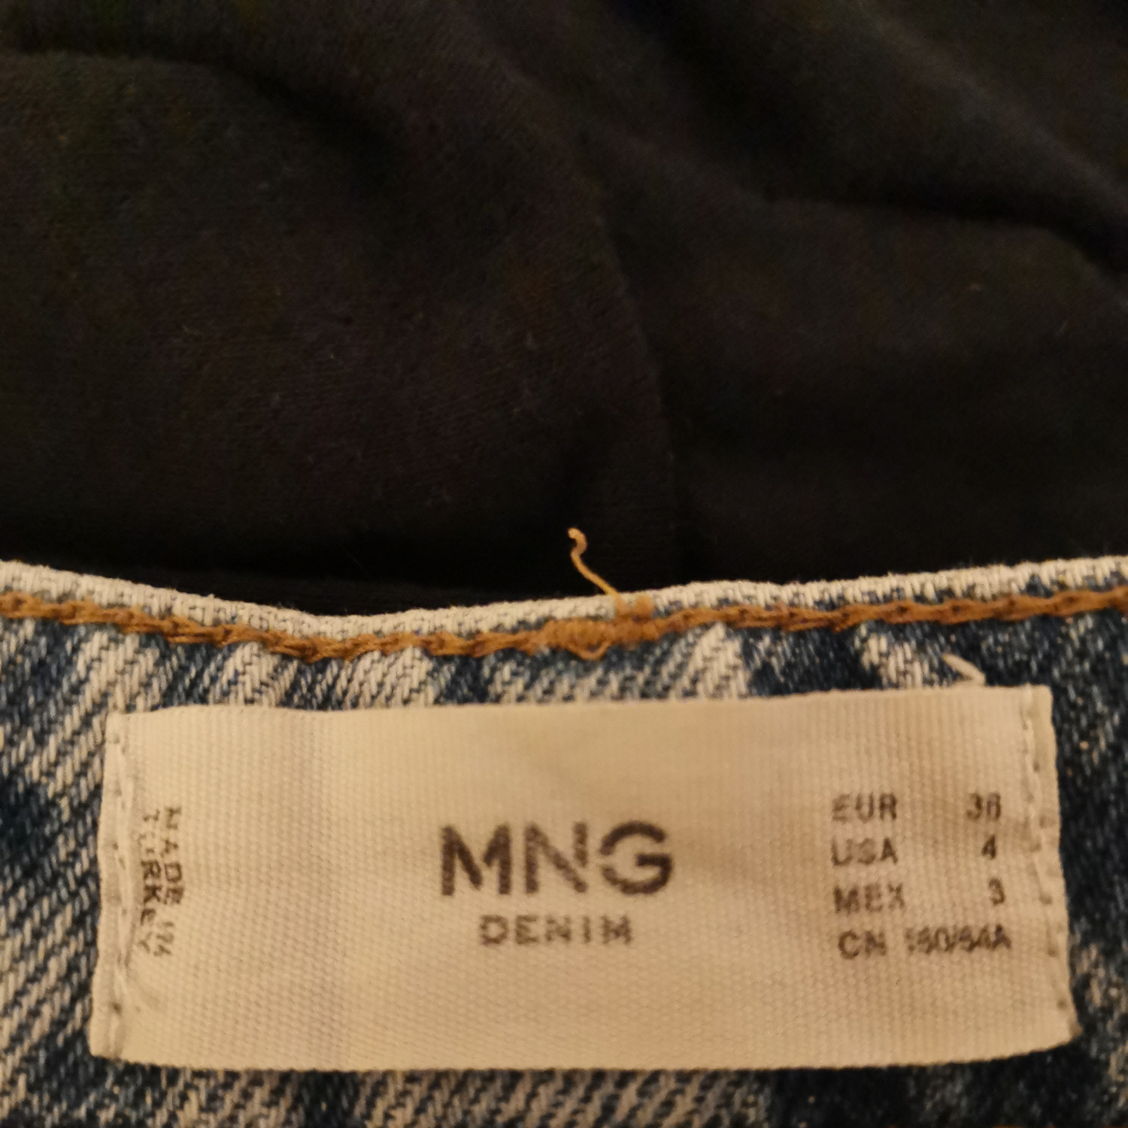 MADE IN
TURKEY
MNG
DENIM
EUR 36
USA 4
MEX 3
CN 160/64A